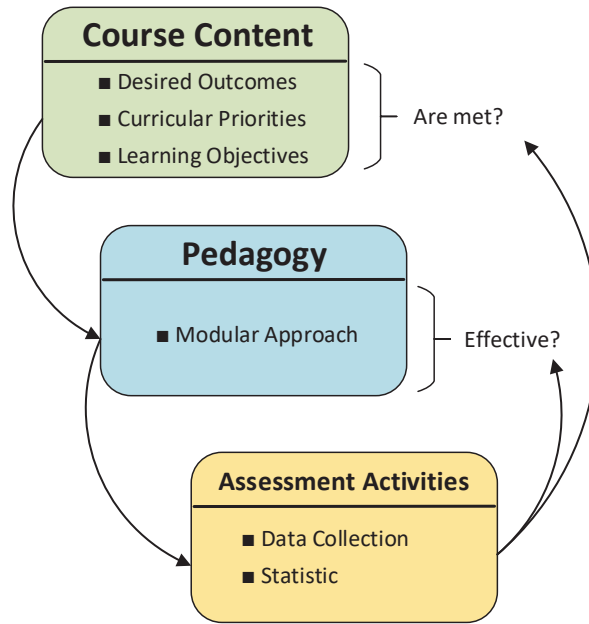 Course Content
■ Desired Outcomes
■ Curricular Priorities
■ Learning Objectives
Are met?
Pedagogy
■ Modular Approach
Effective?
Assessment Activities
■ Data Collection
■ Statistic